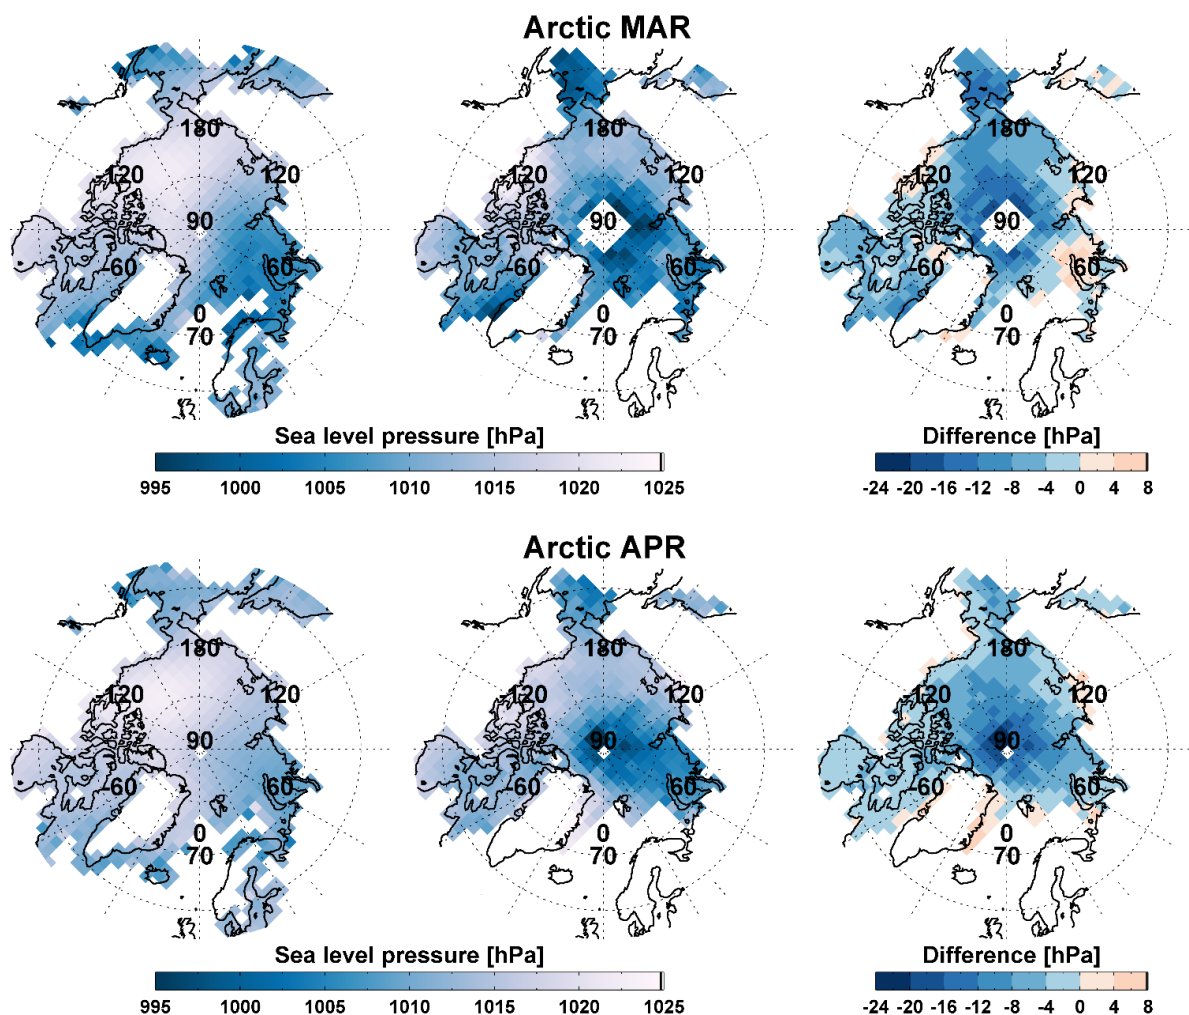 Arctic MAR
180 180 180
-120 120 -120 120 -120 120
90 90 90
-60 60 -60 60 -60 60
0 0 0
70 70 70
Sea level pressure [hPa] Difference [hPa]
995 1000 1005 1010 1015 1020 1025 -24 -20 -16 -12 -8 -4 0 4 8
Arctic APR
180 180 180
-120 120 -120 120 -120 120
90 90 90
-60 60 -60 60 -60 60
0 0 0
70 70 70
Sea level pressure [hPa] Difference [hPa]
995 1000 1005 1010 1015 1020 1025 -24 -20 -16 -12 -8 -4 0 4 8